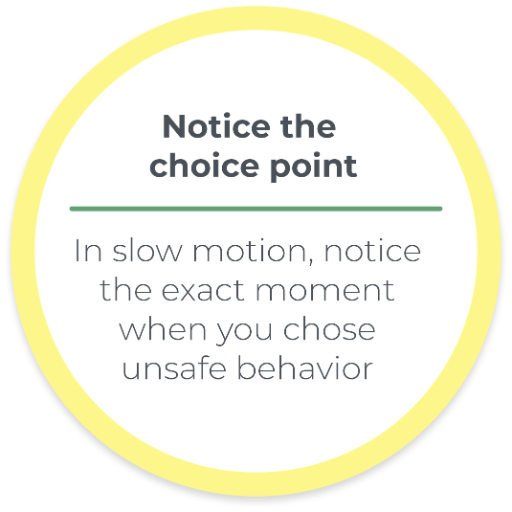 Notice the
choice point
In slow motion, notice
the exact moment
when you chose
unsafe behavior